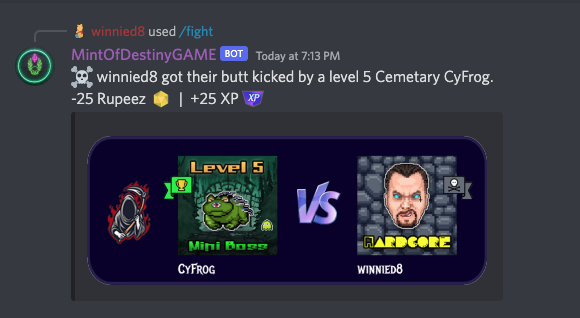 winnied8 used /fight
MintOfDestinyGAME BOT Today at 7:13 PM
winnied8 got their butt kicked by a level 5 Cemetary CyFrog.
-25 Rupeez | +25 XP XP
Level 5
Mini Boss
VS
HARDCORE
CyFrog
winnied8